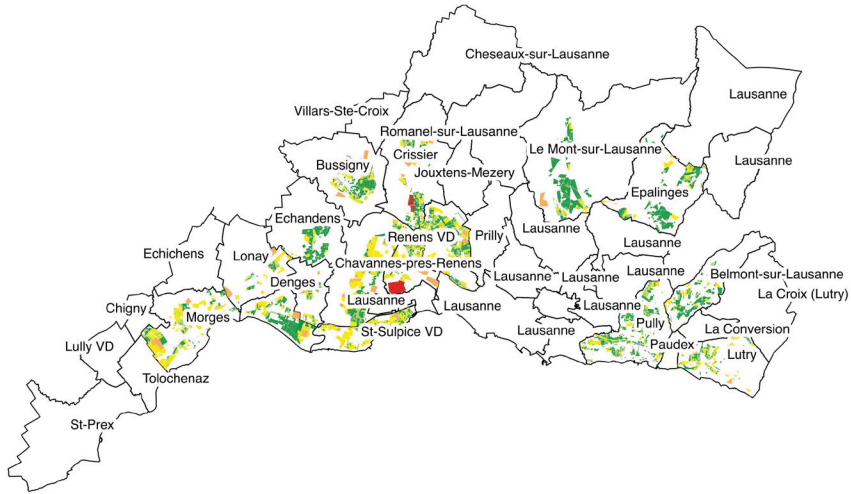 Cheseaux-sur-Lausanne
Lausanne
Villars-Ste-Croix
Romanel-sur-Lausanne
Le Mont-sur-Lausanne
Crissier
Bussigny
Jouxtens-Mezery
Lausanne
Epalinges
Echandens
Lausanne
Renens VD
Prilly
Lausanne
Echichens
Lonay
Chavannes-pres-Renens
Denges
Lausanne
Lausanne
Lausanne
Belmont-sur-Lausanne
La Croix (Lutry)
Chigny
Lausanne
Lausanne
Lausanne
Morges
St-Sulpice VD
Lausanne
Pully
La Conversion
Lully VD
Paudex
Lutry
Tolochenaz
St-Prex